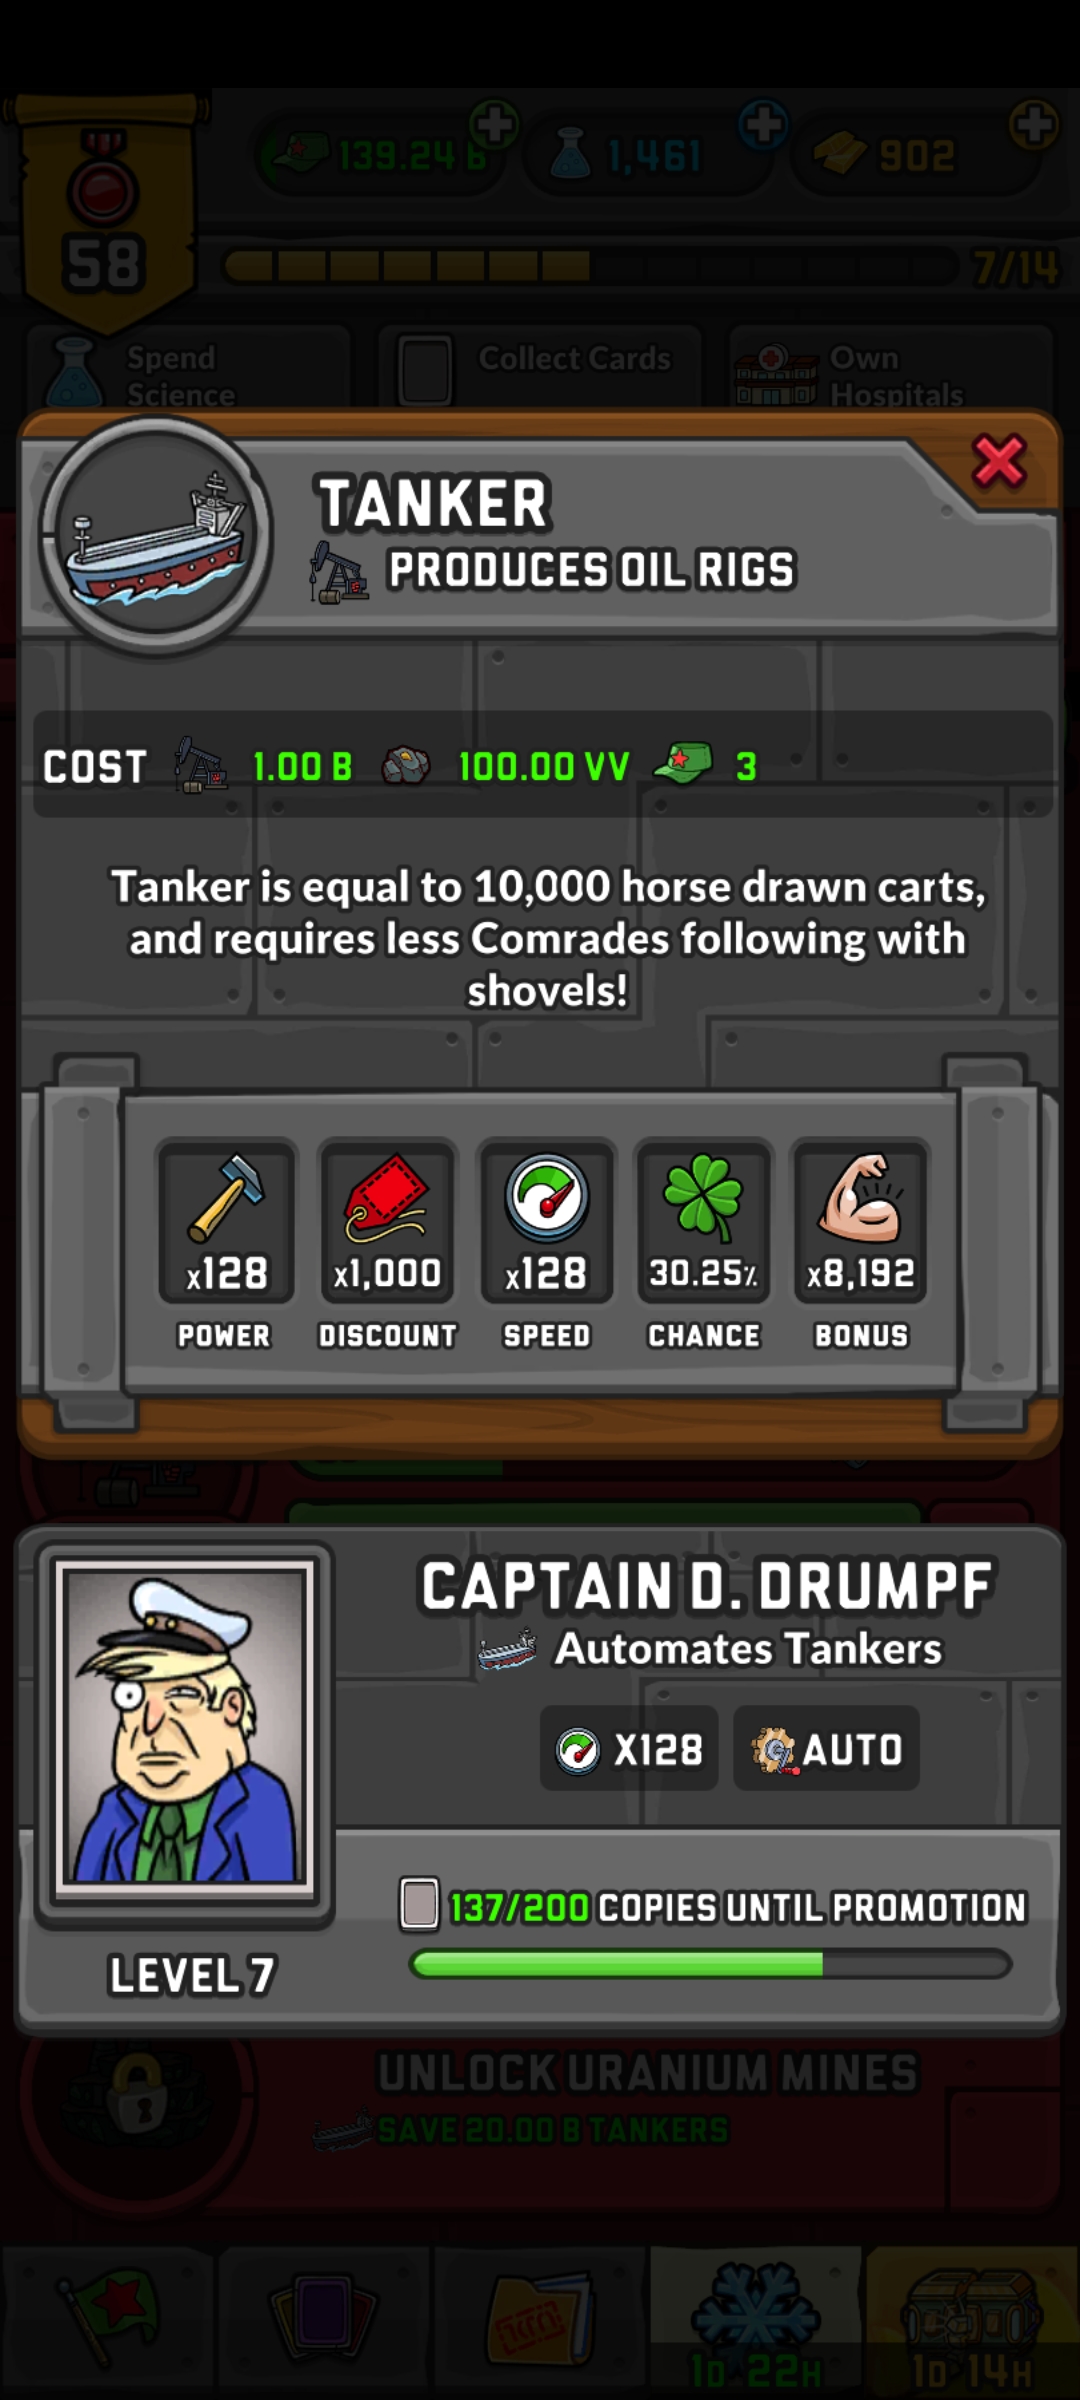 139.24 B
1,461
902
58
7/14
Spend
Science
Collect Cards
Own
Hospitals
TANKER
PRODUCES OIL RIGS
COST 1.00 B 100.00 VV 3
Tanker is equal to 10,000 horse drawn carts,
and requires less Comrades following with
shovels!
x128 x1,000 x128 30.25% x8,192
POWER DISCOUNT SPEED CHANCE BONUS
CAPTAIN D. DRUMPF
Automates Tankers
X128 AUTO
137/200 COPIES UNTIL PROMOTION
LEVEL 7
UNLOCK URANIUM MINES
SAVE 20.00 B TANKERS
1D 22H 1D 14H